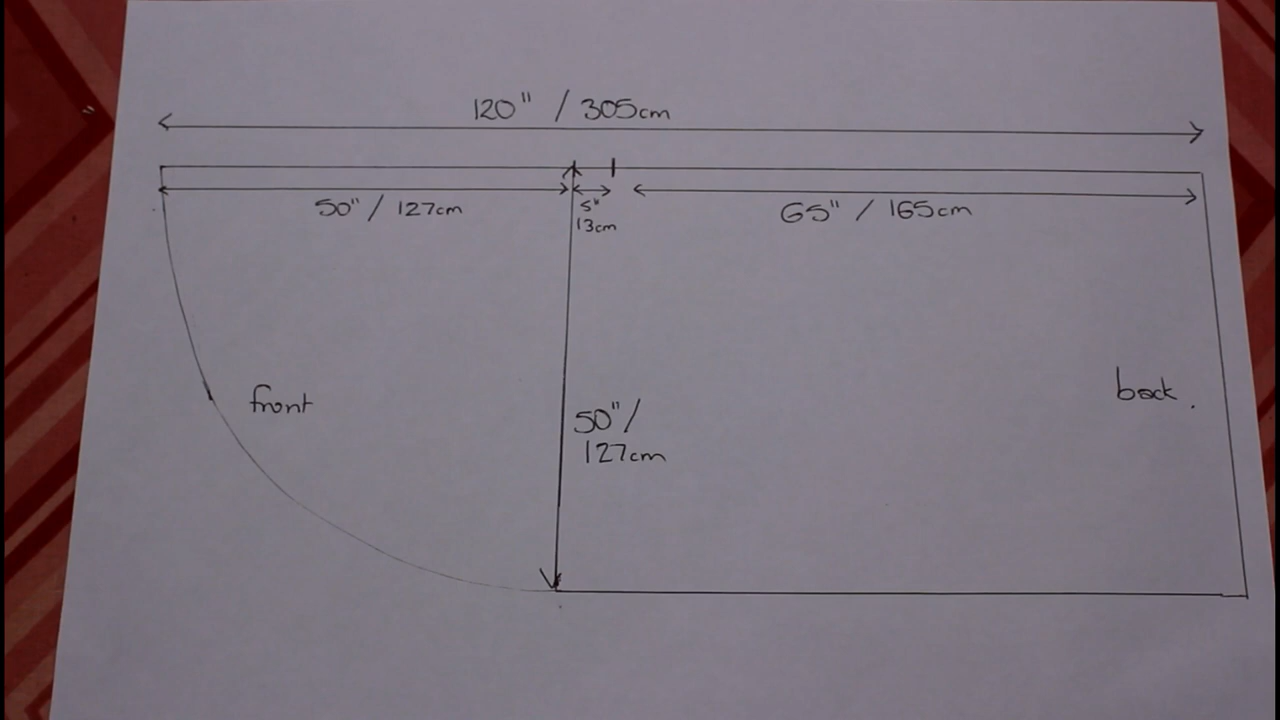 120" / 305cm
50" / 127cm
5"
13cm
65" / 165cm
front
50"/
127cm
back.